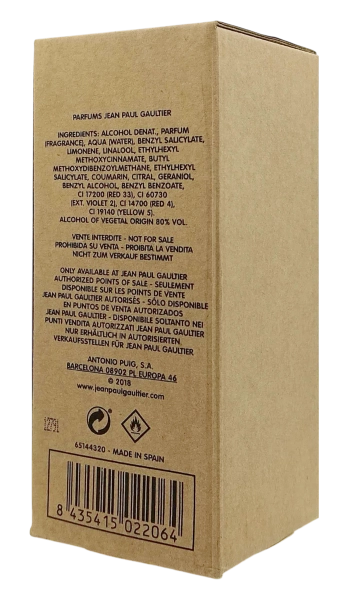 PARFUMS JEAN PAUL GAULTIER
INGREDIENTS: ALCOHOL DENAT., PARFUM
(FRAGRANCE), AQUA (WATER), BENZYL SALICYLATE,
LIMONENE, LINALOOL, ETHYLHEXYL
METHOXYCINNAMATE, BUTYL
METHOXYDIBENZOYLMETHANE, ETHYLHEXYL
SALICYLATE, COUMARIN, CITRAL, GERANIOL,
BENZYL ALCOHOL, BENZYL BENZOATE,
CI 17200 (RED 33), CI 60730
(EXT. VIOLET 2), CI 14700 (RED 4),
CI 19140 (YELLOW 5).
ALCOHOL OF VEGETAL ORIGIN 80% VOL.
VENTE INTERDITE - NOT FOR SALE
PROHIBIDA SU VENTA - PROIBITA LA VENDITA
NICHT ZUM VERKAUF BESTIMMT
ONLY AVAILABLE AT JEAN PAUL GAULTIER
AUTHORIZED POINTS OF SALE - SEULEMENT
DISPONIBLE SUR LES POINTS DE VENTE
JEAN PAUL GAULTIER AUTORISÉS - SÓLO DISPONIBLE
EN PUNTOS DE VENTA AUTORIZADOS
JEAN PAUL GAULTIER - DISPONIBILE SOLTANTO NEI
PUNTI VENDITA AUTORIZZATI JEAN PAUL GAULTIER
NUR ERHÄLTLICH IN AUTORISIERTEN
VERKAUFSSTELLEN FÜR JEAN PAUL GAULTIER
ANTONIO PUIG, S.A.
BARCELONA 08902 PL EUROPA 46
© 2018
www.jeanpaulgaultier.com
12791
65144320 - MADE IN SPAIN
8 435415 022064